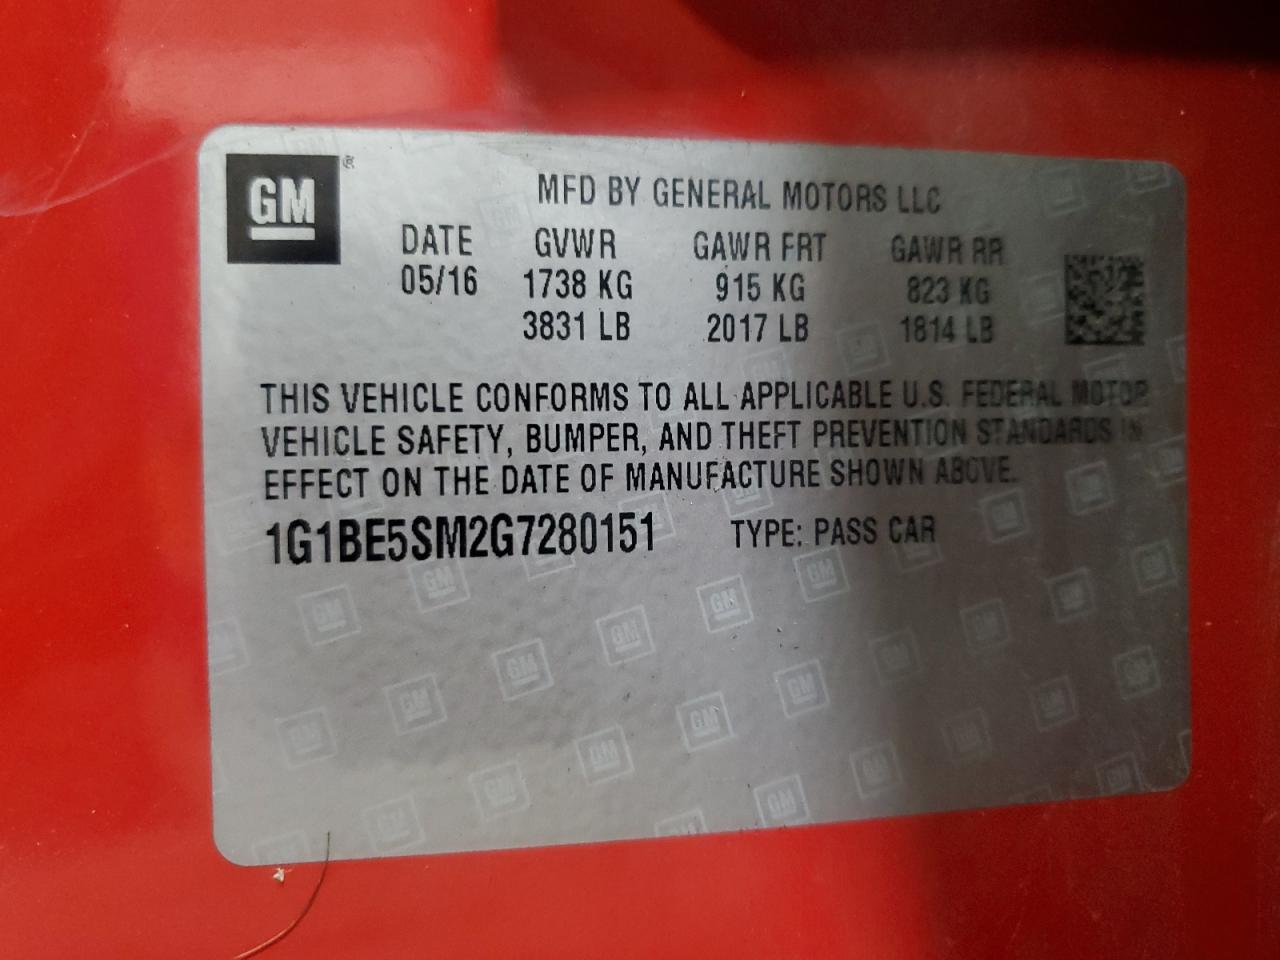 GM ®
MFD BY GENERAL MOTORS LLC
DATE GVWR GAWR FRT GAWR RR
05/16 1738 KG 915 KG 823 KG
3831 LB 2017 LB 1814 LB
THIS VEHICLE CONFORMS TO ALL APPLICABLE U.S. FEDERAL MOTOR
VEHICLE SAFETY, BUMPER, AND THEFT PREVENTION STANDARDS IN
EFFECT ON THE DATE OF MANUFACTURE SHOWN ABOVE.
1G1BE5SM2G7280151 TYPE: PASS CAR